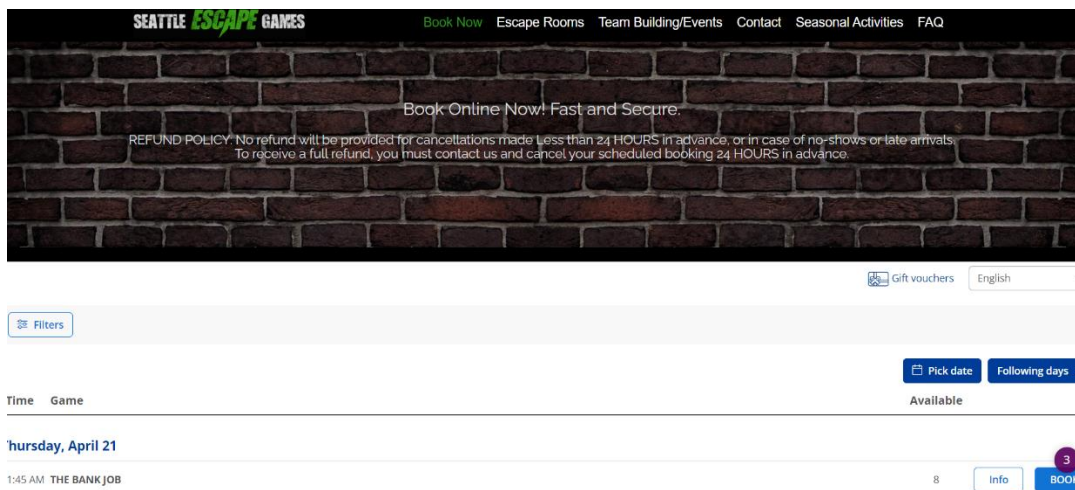 SEATTLE ESCAPE GAMES Book Now Escape Rooms Team Building/Events Contact Seasonal Activities FAQ
Book Online Now! Fast and Secure.
REFUND POLICY: No refund will be provided for cancellations made Less than 24 HOURS in advance, or in case of no-shows or late arrivals.
To receive a full refund, you must contact us and cancel your scheduled booking 24 HOURS in advance.
Gift vouchers English
Filters
Pick date Following days
Time Game Available
hursday, April 21
1:45 AM THE BANK JOB 8 Info BOOK 3